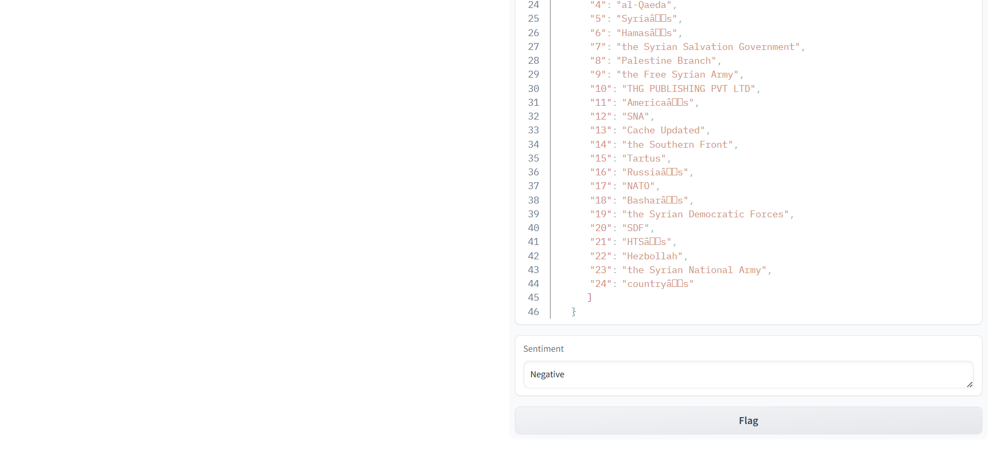 24 "4": "al-Qaeda",
25 "5": "Syriaâ□□s",
26 "6": "Hamasâ□□s",
27 "7": "the Syrian Salvation Government",
28 "8": "Palestine Branch",
29 "9": "the Free Syrian Army",
30 "10": "THG PUBLISHING PVT LTD",
31 "11": "Americaâ□□s",
32 "12": "SNA",
33 "13": "Cache Updated",
34 "14": "the Southern Front",
35 "15": "Tartus",
36 "16": "Russiaâ□□s",
37 "17": "NATO",
38 "18": "Basharâ□□s",
39 "19": "the Syrian Democratic Forces",
40 "20": "SDF",
41 "21": "HTSâ□□s",
42 "22": "Hezbollah",
43 "23": "the Syrian National Army",
44 "24": "countryâ□□s"
45 ]
46 }
Sentiment
Negative
Flag